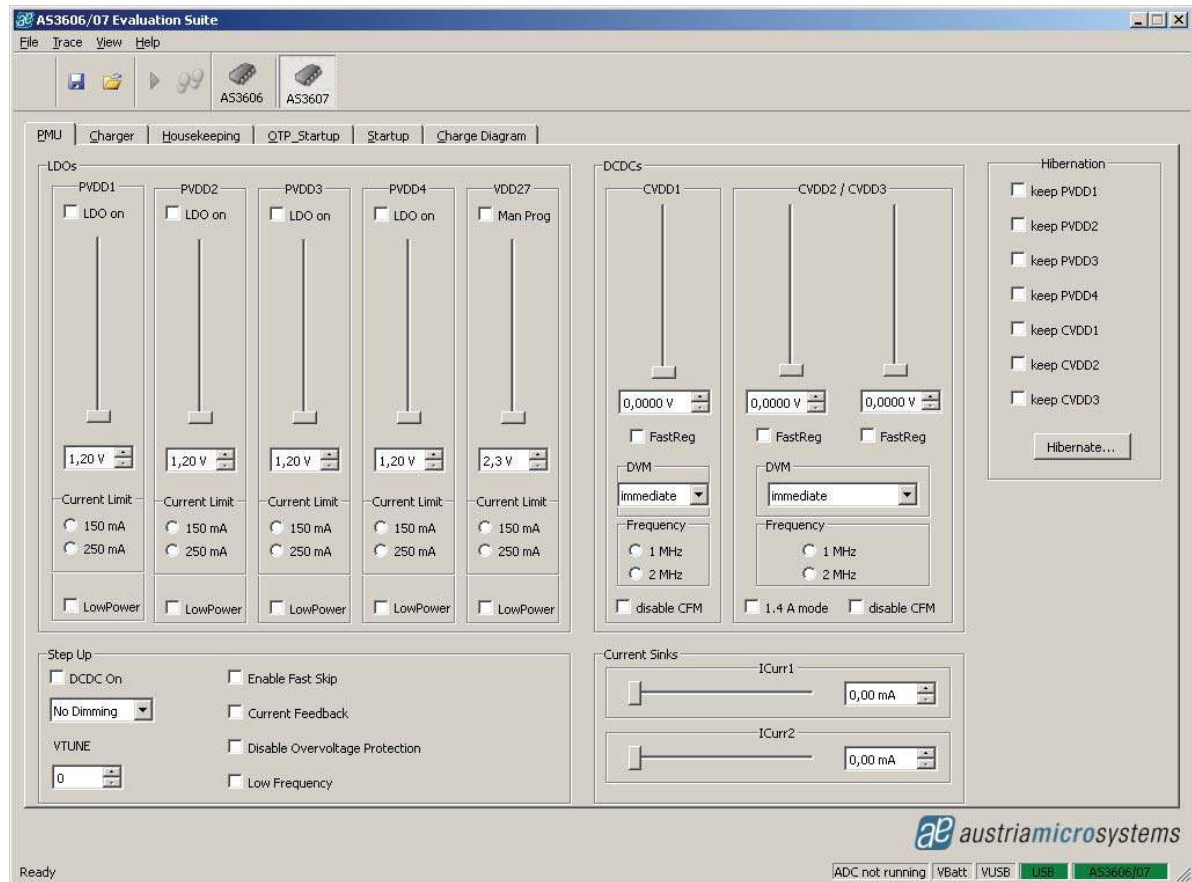 AS3606/07 Evaluation Suite
File Trace View Help
AS3606 AS3607
PMU Charger Housekeeping OTP_Startup Startup Charge Diagram
LDOs
PVDD1 PVDD2 PVDD3 PVDD4 VDD27
LDO on LDO on LDO on LDO on Man Prog
1,20 V 1,20 V 1,20 V 1,20 V 2,3 V
Current Limit Current Limit Current Limit Current Limit Current Limit
150 mA 150 mA 150 mA 150 mA 150 mA
250 mA 250 mA 250 mA 250 mA 250 mA
LowPower LowPower LowPower LowPower LowPower
DCDCs
CVDD1 CVDD2 / CVDD3
0,0000 V 0,0000 V 0,0000 V
FastReg FastReg FastReg
DVM DVM
immediate immediate
Frequency Frequency
1 MHz 1 MHz
2 MHz 2 MHz
disable CFM 1.4 A mode disable CFM
Hibernation
keep PVDD1
keep PVDD2
keep PVDD3
keep PVDD4
keep CVDD1
keep CVDD2
keep CVDD3
Hibernate...
Step Up
DCDC On Enable Fast Skip
No Dimming Current Feedback
VTUNE Disable Overvoltage Protection
0 Low Frequency
Current Sinks
ICurr1
0,00 mA
ICurr2
0,00 mA
ae austriamicrosystems
Ready ADC not running VBatt VUSB USB AS3606/07